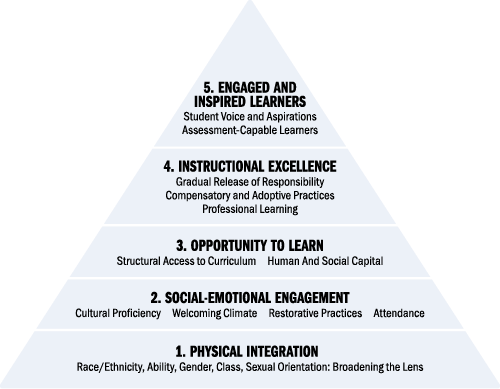 5. ENGAGED AND
INSPIRED LEARNERS
Student Voice and Aspirations
Assessment-Capable Learners
4. INSTRUCTIONAL EXCELLENCE
Gradual Release of Responsibility
Compensatory and Adoptive Practices
Professional Learning
3. OPPORTUNITY TO LEARN
Structural Access to Curriculum Human And Social Capital
2. SOCIAL-EMOTIONAL ENGAGEMENT
Cultural Proficiency Welcoming Climate Restorative Practices Attendance
1. PHYSICAL INTEGRATION
Race/Ethnicity, Ability, Gender, Class, Sexual Orientation: Broadening the Lens